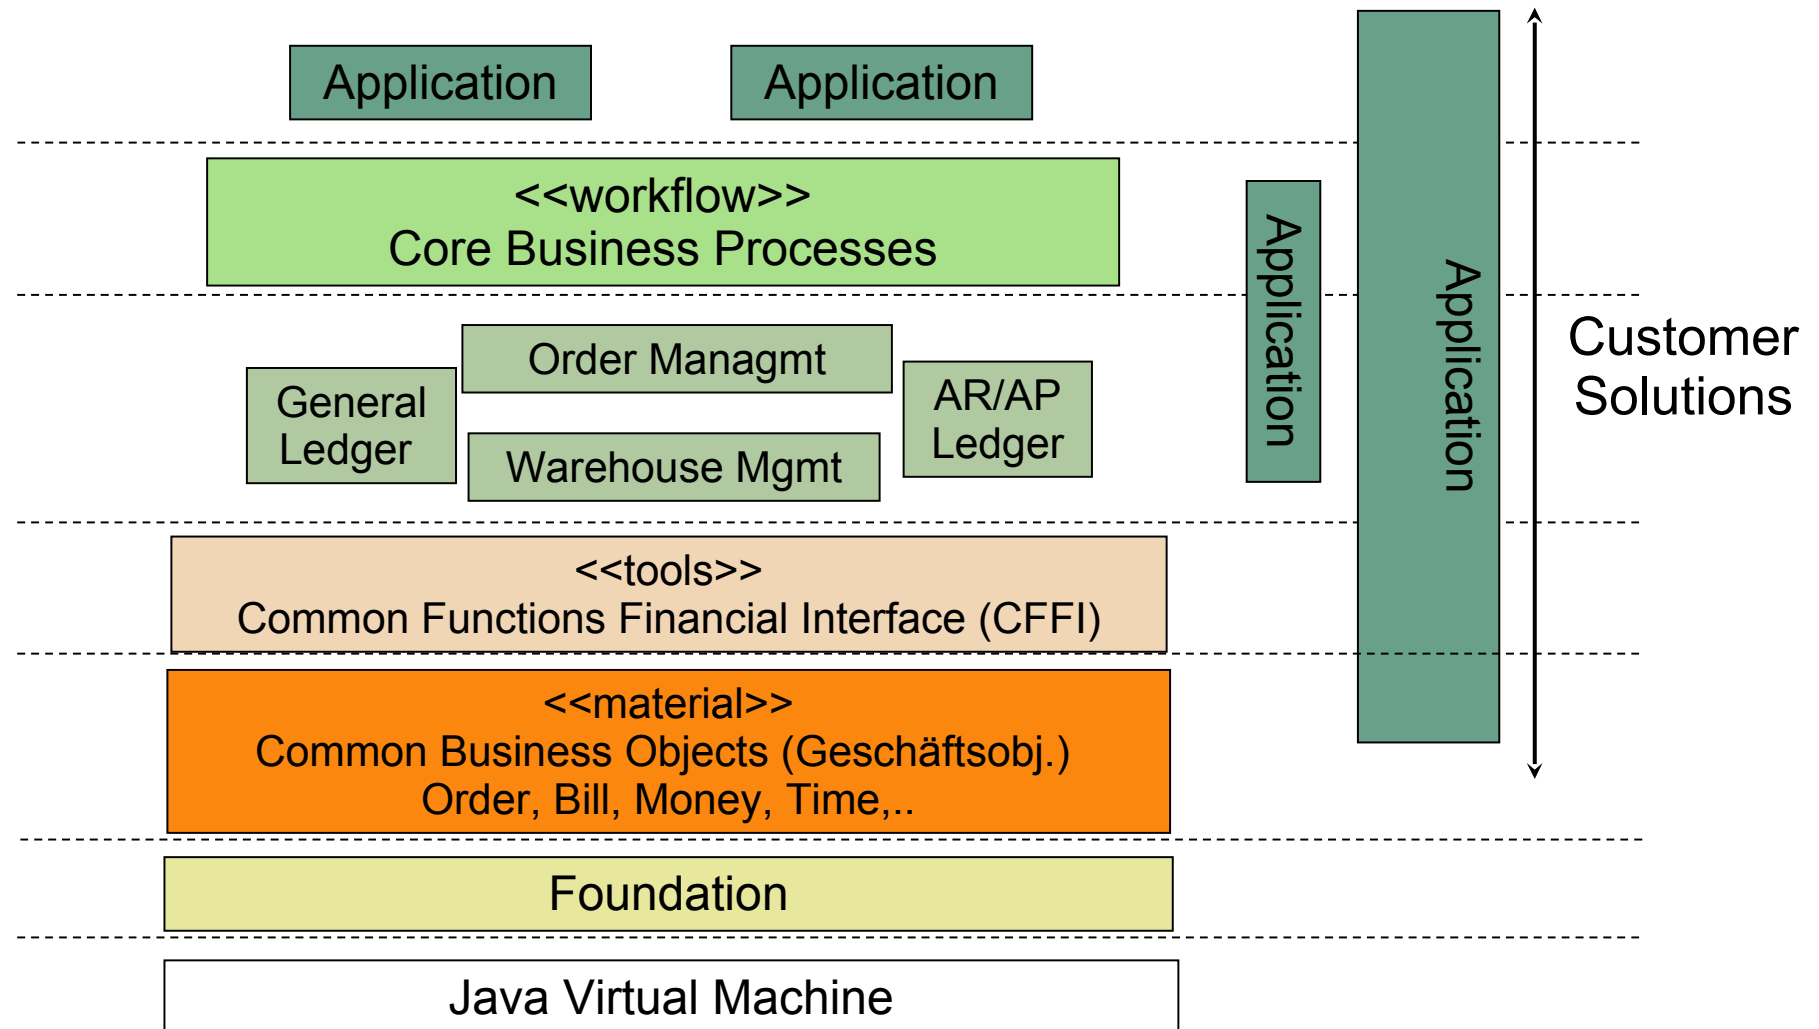 Application
Application
<<workflow>>
Core Business Processes
Order Managmt
General
Ledger
AR/AP
Ledger
Warehouse Mgmt
Application
Application
Customer
Solutions
<<tools>>
Common Functions Financial Interface (CFFI)
<<material>>
Common Business Objects (Geschäftsobj.)
Order, Bill, Money, Time,..
Foundation
Java Virtual Machine